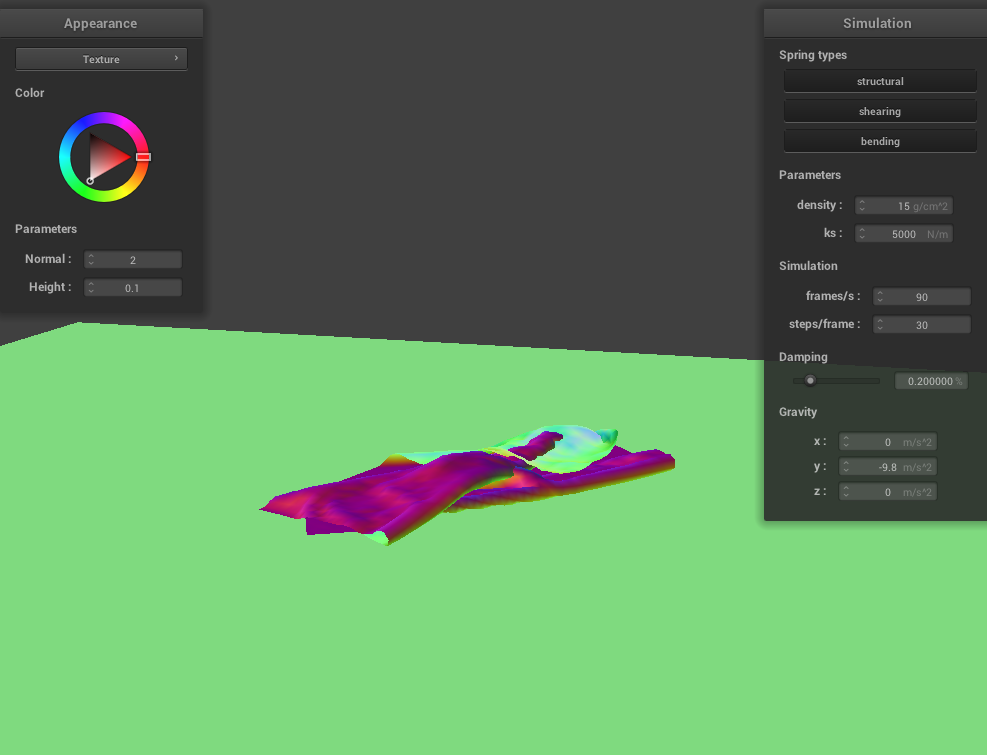 Appearance
Texture
Color
Parameters
Normal : 2
Height : 0.1
Simulation
Spring types
structural
shearing
bending
Parameters
density : 15 g/cm^2
ks : 5000 N/m
Simulation
frames/s : 90
steps/frame : 30
Damping
0.200000 %
Gravity
x : 0 m/s^2
y : -9.8 m/s^2
z : 0 m/s^2